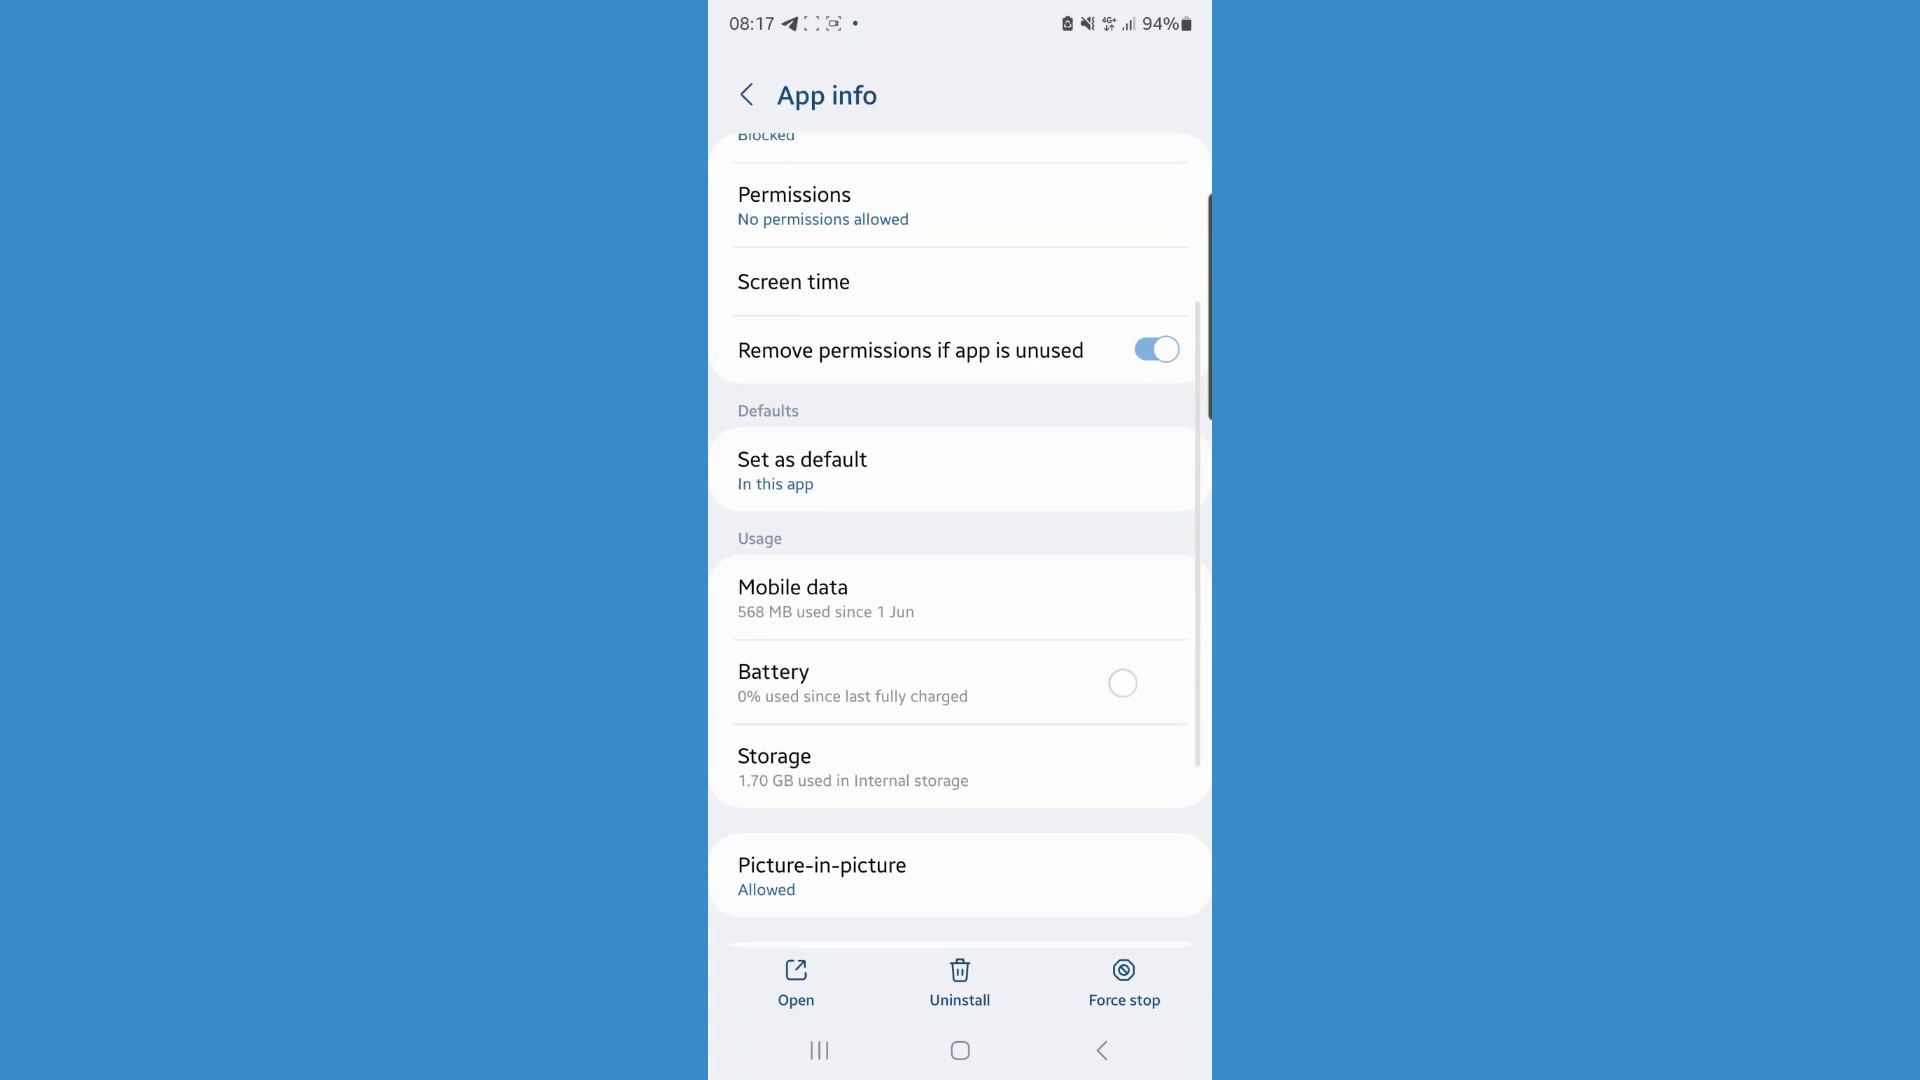 08:17
4G+
94%
App info
Blocked
Permissions
No permissions allowed
Screen time
Remove permissions if app is unused
Defaults
Set as default
In this app
Usage
Mobile data
568 MB used since 1 Jun
Battery
0% used since last fully charged
Storage
1.70 GB used in Internal storage
Picture-in-picture
Allowed
Open
Uninstall
Force stop